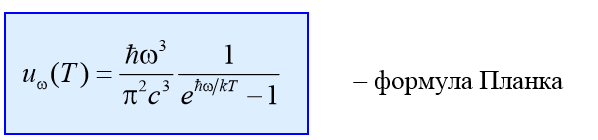 u_ω(T) = ħω³/π²c³ 1/e^{ħω/kT} − 1 – формула Планка